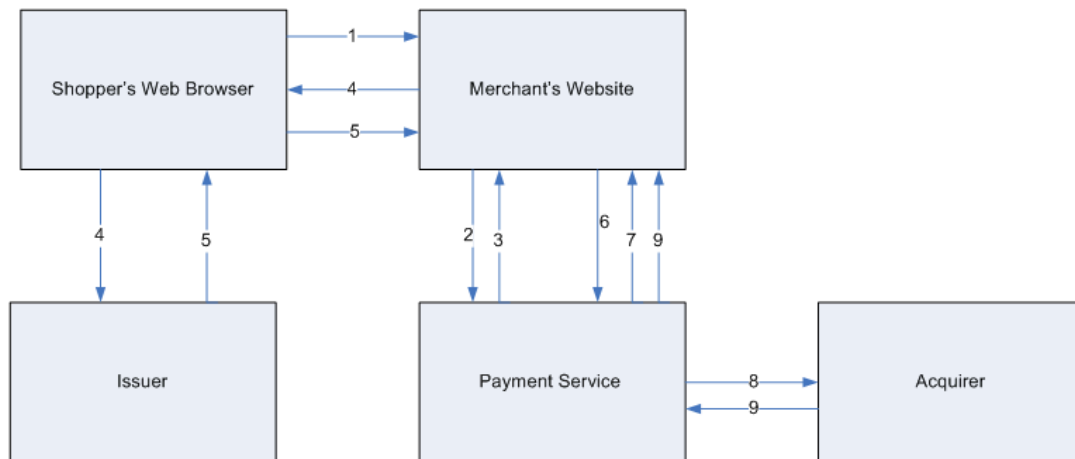 1
Shopper's Web Browser
4
Merchant's Website
5
4
5
2
3
6
7
9
Issuer
Payment Service
8
Acquirer
9